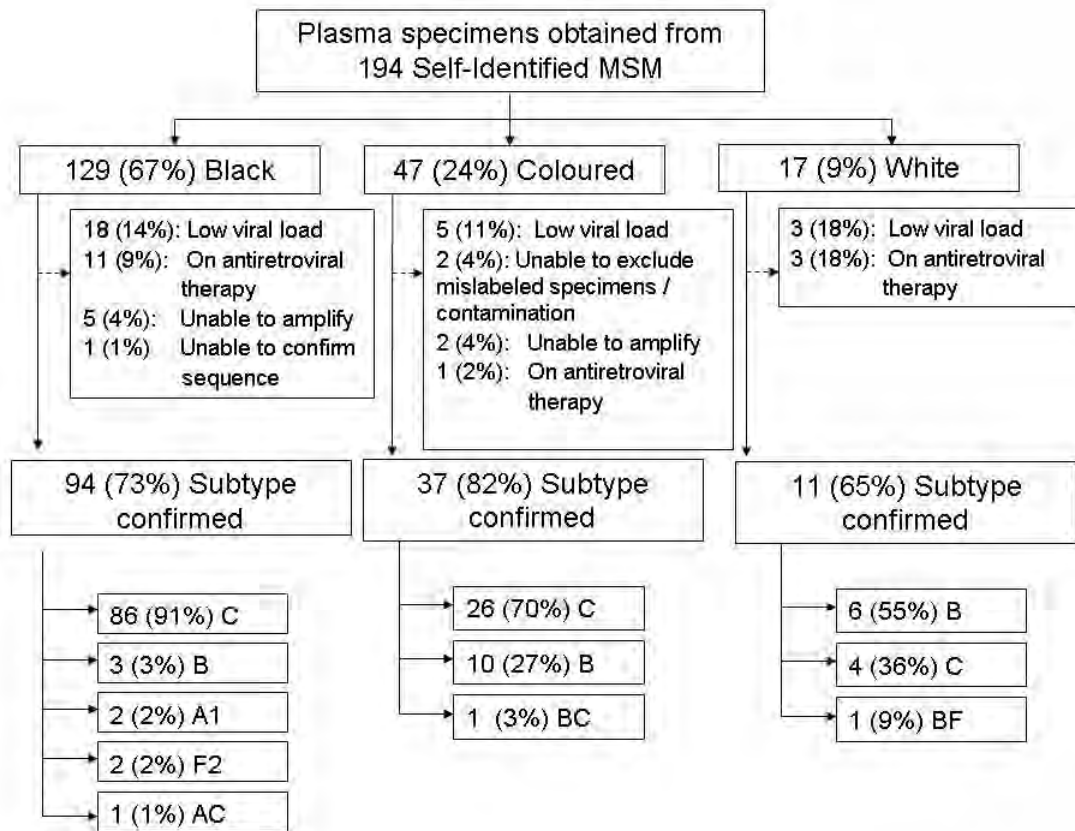 Plasma specimens obtained from
194 Self-Identified MSM
129 (67%) Black
47 (24%) Coloured
17 (9%) White
18 (14%): Low viral load
11 (9%): On antiretroviral
therapy
5 (4%): Unable to amplify
1 (1%) Unable to confirm
sequence
5 (11%): Low viral load
2 (4%): Unable to exclude
mislabeled specimens /
contamination
2 (4%): Unable to amplify
1 (2%): On antiretroviral
therapy
3 (18%): Low viral load
3 (18%): On antiretroviral
therapy
94 (73%) Subtype
confirmed
37 (82%) Subtype
confirmed
11 (65%) Subtype
confirmed
86 (91%) C
3 (3%) B
2 (2%) A1
2 (2%) F2
1 (1%) AC
26 (70%) C
10 (27%) B
1 (3%) BC
6 (55%) B
4 (36%) C
1 (9%) BF